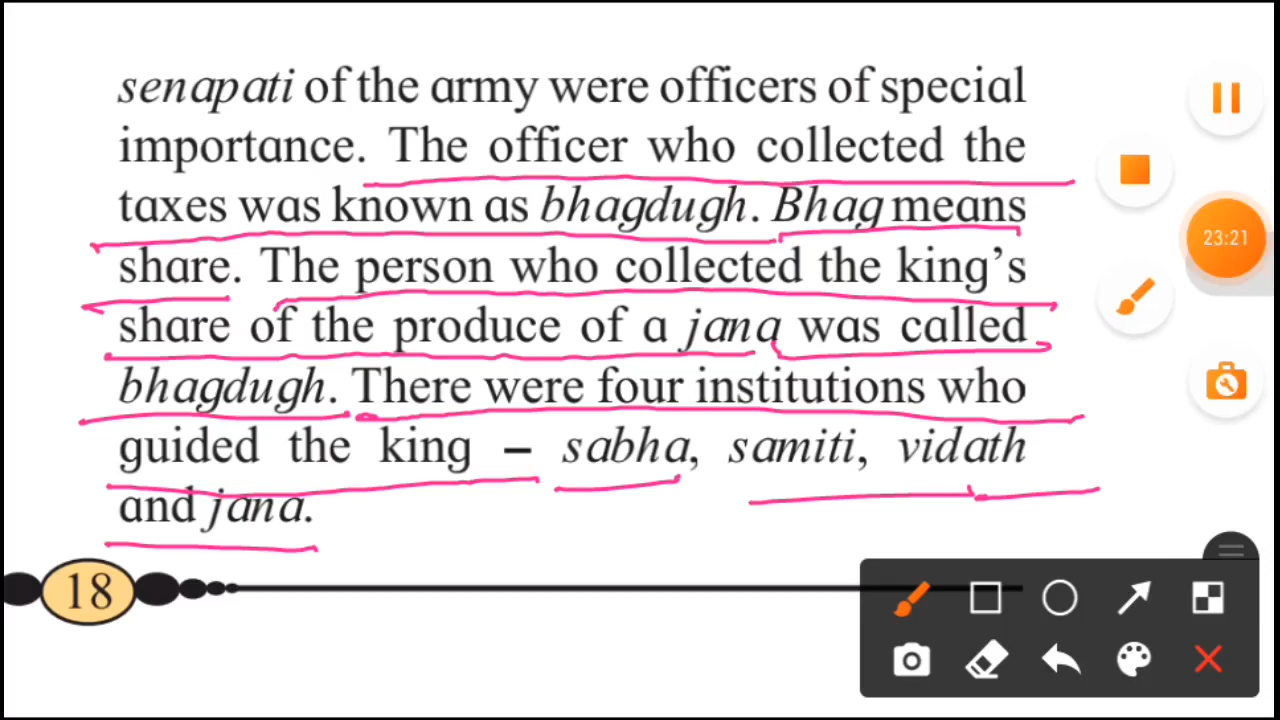 senapati of the army were officers of special
importance. The officer who collected the
taxes was known as bhagdugh. Bhag means
share. The person who collected the king's
share of the produce of a jana was called
bhagdugh. There were four institutions who
guided the king – sabha, samiti, vidath
and jana.
18
23:21